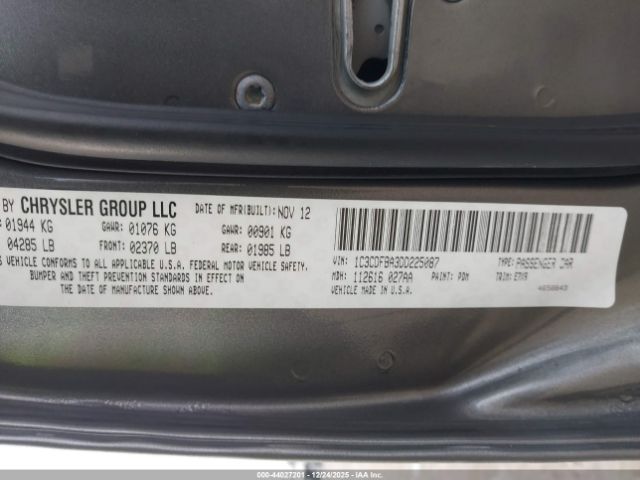 BY CHRYSLER GROUP LLC DATE OF MFR(BUILT): NOV 12
01944 KG GAWR: 01076 KG GAWR: 00901 KG
04285 LB FRONT: 02370 LB REAR: 01985 LB
VEHICLE CONFORMS TO ALL APPLICABLE U.S.A. FEDERAL MOTOR VEHICLE SAFETY,
BUMPER AND THEFT PREVENTION STANDARDS IN EFFECT
ON THE DATE OF MANUFACTURE SHOWN ABOVE.
VIN: 1C3CDFBA3DD225087 TYPE: PASSENGER CAR
MDH: 112616 027AA PAINT: PDM TRIM: E7X9
VEHICLE MADE IN U.S.A.
000-44027201 - 12/24/2025 - IAAI.COM